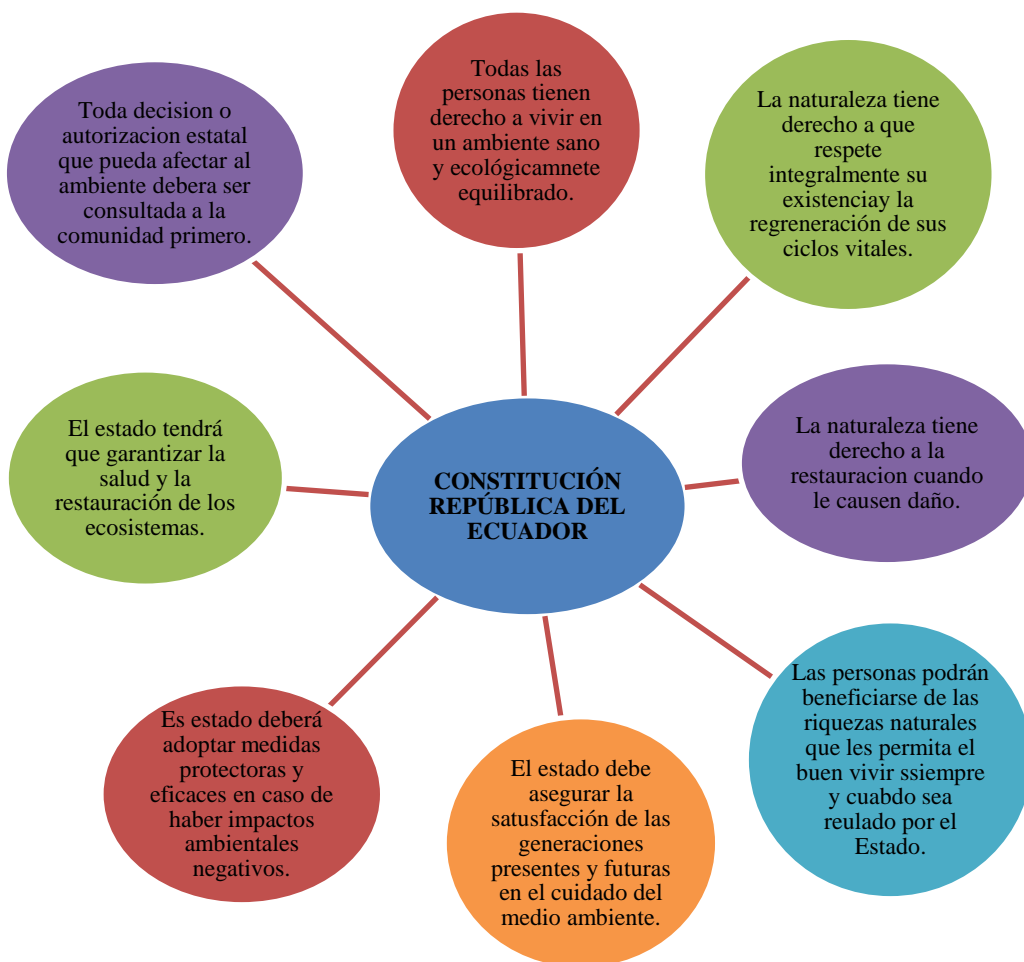 Todas las
personas tienen
derecho a vivir en
un ambiente sano
y ecológicamnete
equilibrado.
La naturaleza tiene
derecho a que
respete
integralmente su
existenciay la
regreneración de sus
ciclos vitales.
La naturaleza tiene
derecho a la
restauracion cuando
le causen daño.
Las personas podrán
beneficiarse de las
riquezas naturales
que les permita el
buen vivir ssiempre
y cuabdo sea
reulado por el
Estado.
El estado debe
asegurar la
satusfacción de las
generaciones
presentes y futuras
en el cuidado del
medio ambiente.
Es estado deberá
adoptar medidas
protectoras y
eficaces en caso de
haber impactos
ambientales
negativos.
El estado tendrá
que garantizar la
salud y la
restauración de los
ecosistemas.
Toda decision o
autorizacion estatal
que pueda afectar al
ambiente debera ser
consultada a la
comunidad primero.
CONSTITUCIÓN
REPÚBLICA DEL
ECUADOR